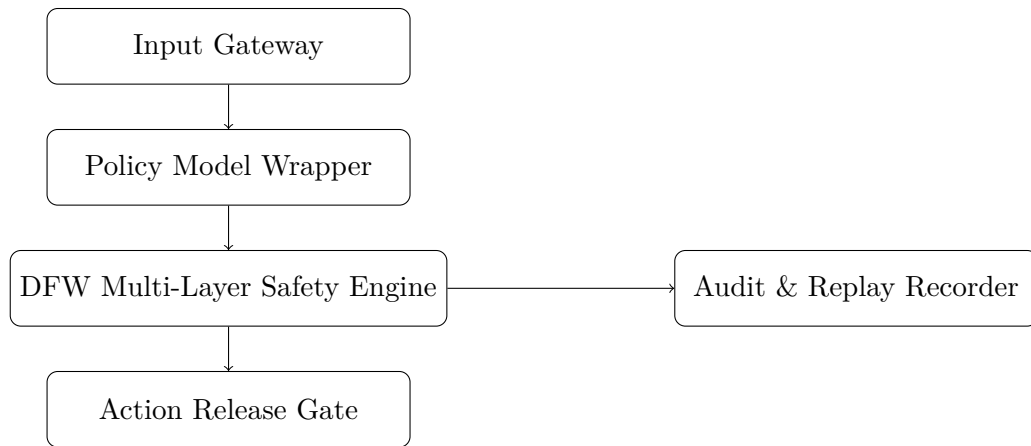 Input Gateway
Policy Model Wrapper
DFW Multi-Layer Safety Engine
Audit & Replay Recorder
Action Release Gate